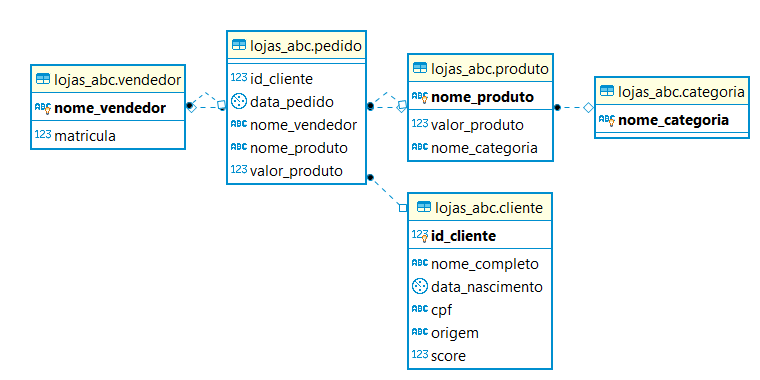 lojas_abc.vendedor
ABC nome_vendedor
123 matricula
lojas_abc.pedido
123 id_cliente
data_pedido
ABC nome_vendedor
ABC nome_produto
123 valor_produto
lojas_abc.produto
ABC nome_produto
123 valor_produto
ABC nome_categoria
lojas_abc.categoria
ABC nome_categoria
lojas_abc.cliente
123 id_cliente
ABC nome_completo
data_nascimento
ABC cpf
ABC origem
123 score